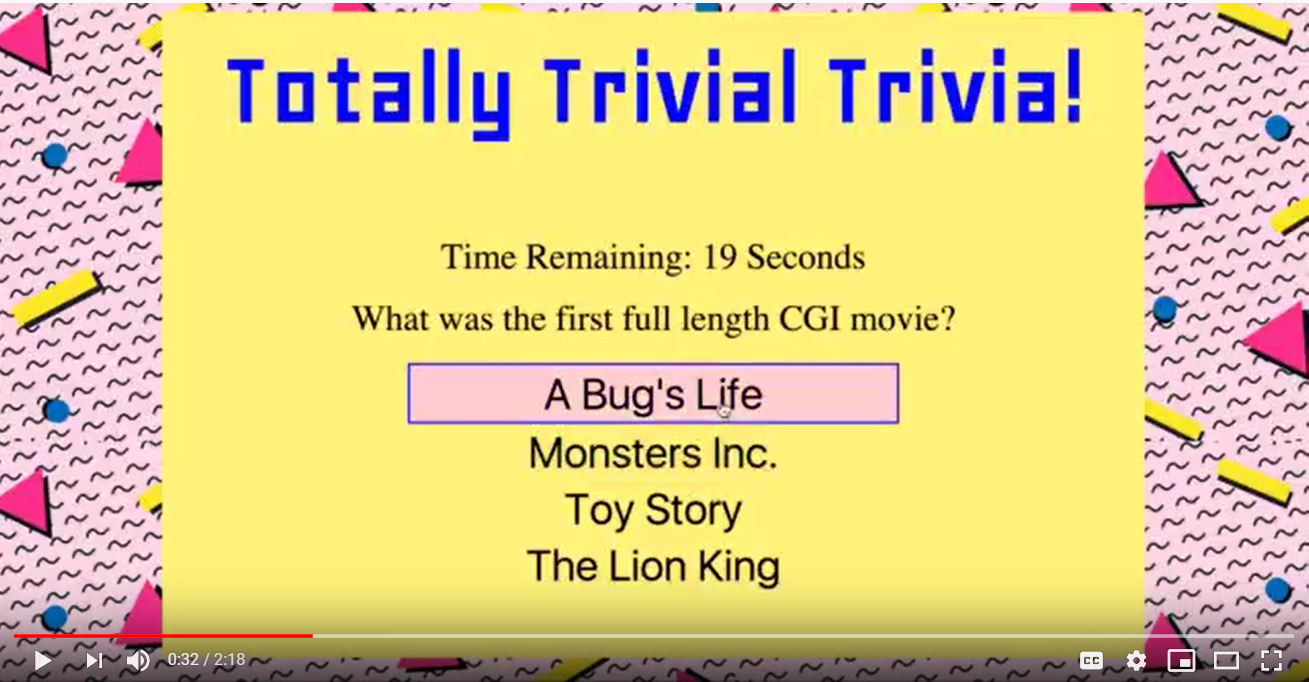 Totally Trivial Trivia!
Time Remaining: 19 Seconds
What was the first full length CGI movie?
A Bug's Life
Monsters Inc.
Toy Story
The Lion King
0:32 / 2:18
CC